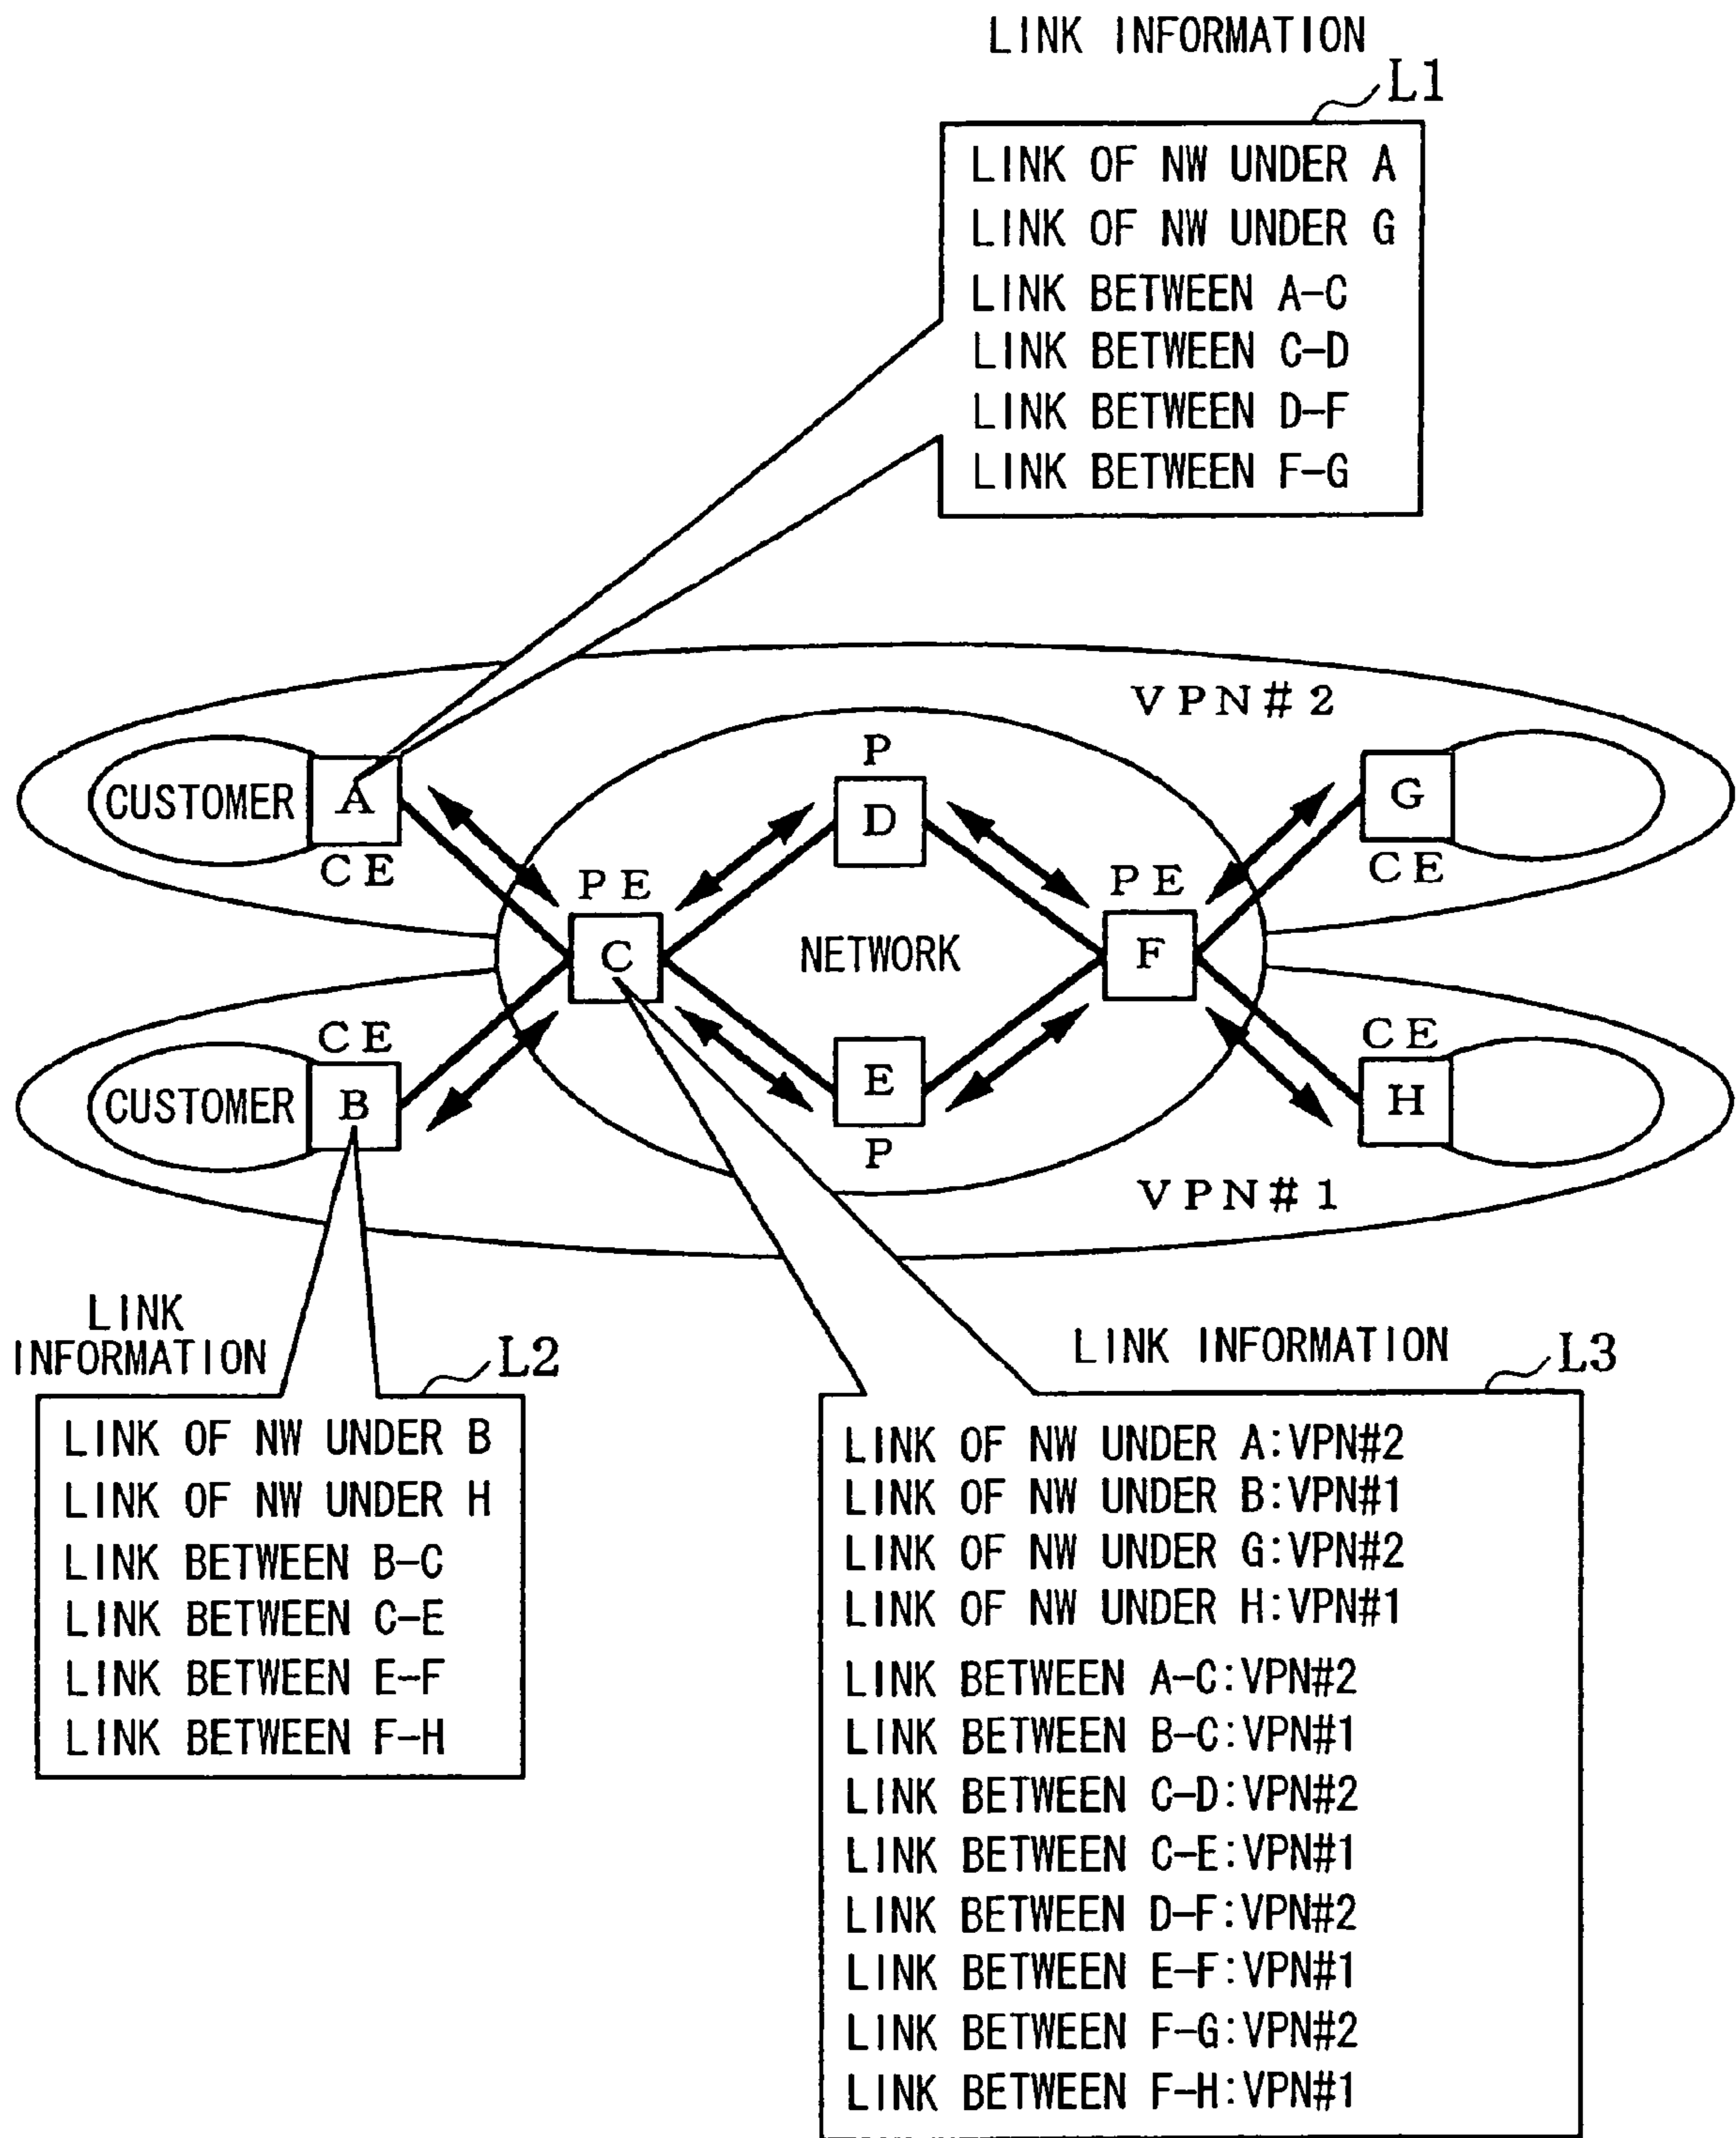 LINK INFORMATION
L1
LINK OF NW UNDER A
LINK OF NW UNDER G
LINK BETWEEN A-C
LINK BETWEEN C-D
LINK BETWEEN D-F
LINK BETWEEN F-G
VPN#2
P
CUSTOMER
A
D
G
CE
PE
PE
CE
C
NETWORK
F
CE
CE
CUSTOMER
B
E
H
P
VPN#1
LINK
INFORMATION
L2
LINK OF NW UNDER B
LINK OF NW UNDER H
LINK BETWEEN B-C
LINK BETWEEN C-E
LINK BETWEEN E-F
LINK BETWEEN F-H
LINK INFORMATION
L3
LINK OF NW UNDER A:VPN#2
LINK OF NW UNDER B:VPN#1
LINK OF NW UNDER G:VPN#2
LINK OF NW UNDER H:VPN#1
LINK BETWEEN A-C:VPN#2
LINK BETWEEN B-C:VPN#1
LINK BETWEEN C-D:VPN#2
LINK BETWEEN C-E:VPN#1
LINK BETWEEN D-F:VPN#2
LINK BETWEEN E-F:VPN#1
LINK BETWEEN F-G:VPN#2
LINK BETWEEN F-H:VPN#1